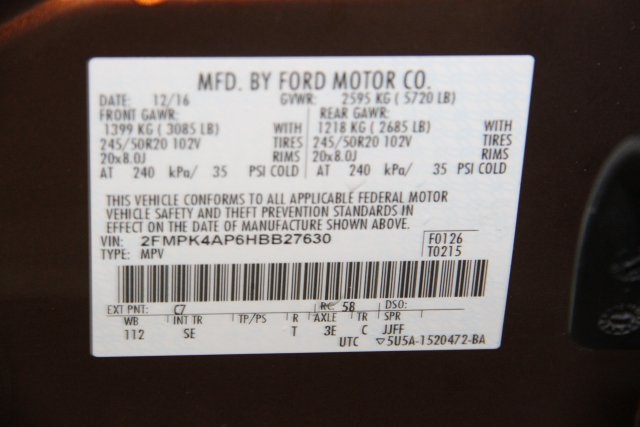 MFD. BY FORD MOTOR CO.
DATE: 12/16 GVWR: 2595 KG ( 5720 LB)
FRONT GAWR: REAR GAWR:
1399 KG ( 3085 LB) WITH 1218 KG ( 2685 LB) WITH
245/50R20 102V TIRES 245/50R20 102V TIRES
20x8.0J RIMS 20x8.0J RIMS
AT 240 kPa/ 35 PSI COLD AT 240 kPa/ 35 PSI COLD
THIS VEHICLE CONFORMS TO ALL APPLICABLE FEDERAL MOTOR
VEHICLE SAFETY AND THEFT PREVENTION STANDARDS IN
EFFECT ON THE DATE OF MANUFACTURE SHOWN ABOVE.
VIN: 2FMPK4AP6HBB27630 F0126
TYPE: MPV T0215
EXT PNT: C7 RC: 58 DSO:
WB INT TR TP/PS R AXLE TR SPR
112 SE T 3E C JJFF
UTC ▽5U5A-1520472-BA